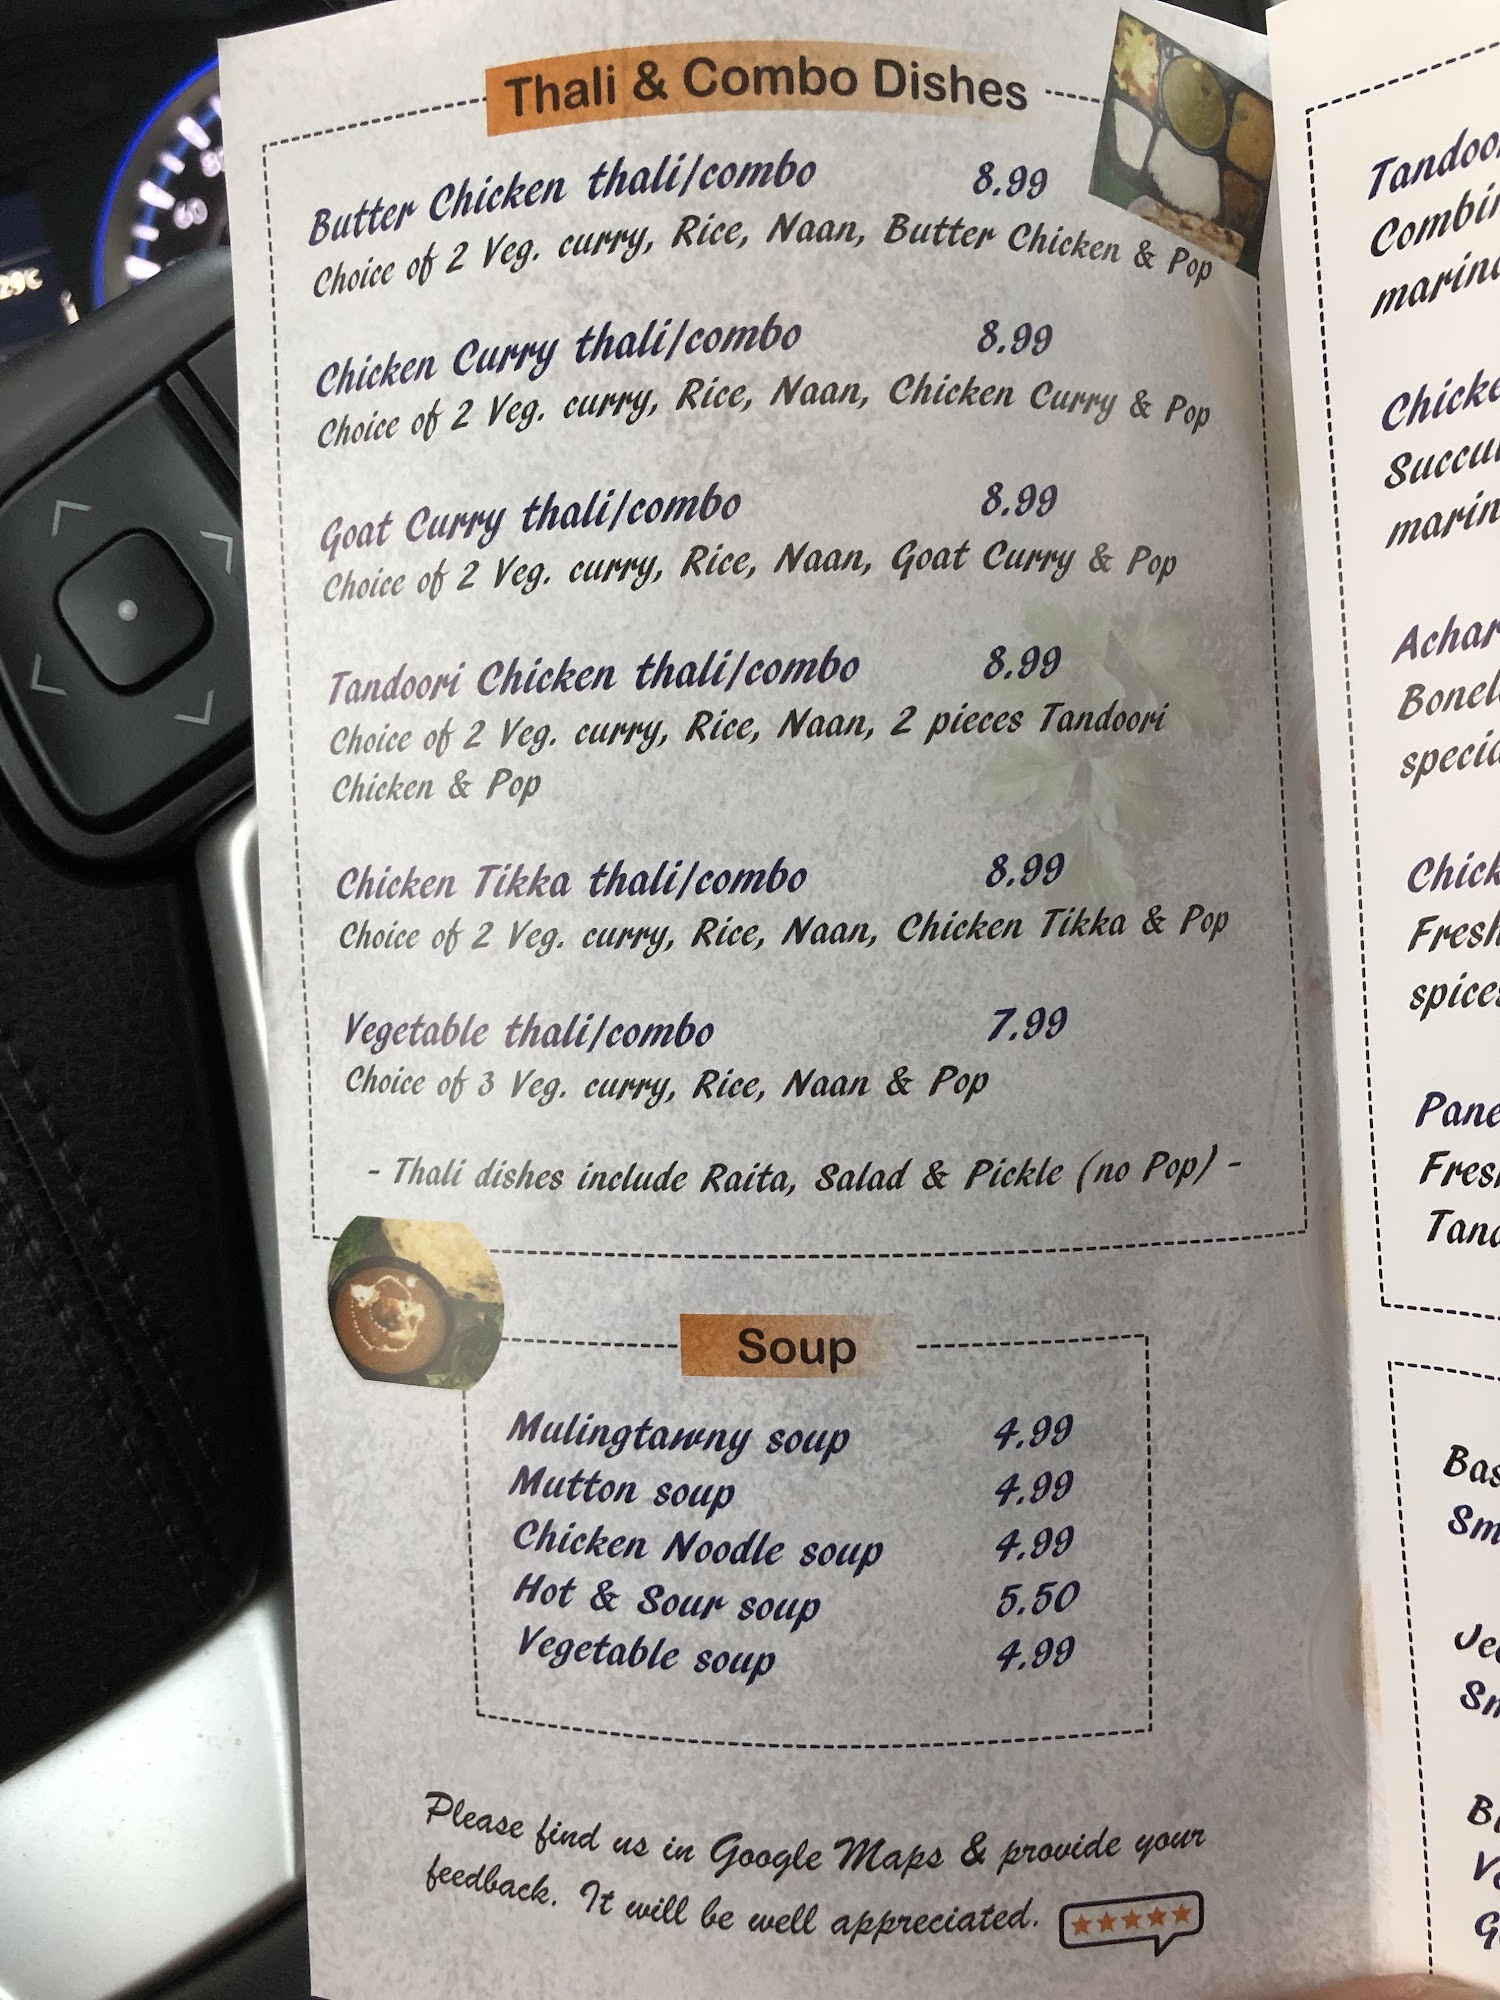 Thali & Combo Dishes
Butter Chicken thali/combo 8.99
Choice of 2 Veg. curry, Rice, Naan, Butter Chicken & Pop
Chicken Curry thali/combo 8.99
Choice of 2 Veg. curry, Rice, Naan, Chicken Curry & Pop
Goat Curry thali/combo 8.99
Choice of 2 Veg. curry, Rice, Naan, Goat Curry & Pop
Tandoori Chicken thali/combo 8.99
Choice of 2 Veg. curry, Rice, Naan, 2 pieces Tandoori
Chicken & Pop
Chicken Tikka thali/combo 8.99
Choice of 2 Veg. curry, Rice, Naan, Chicken Tikka & Pop
Vegetable thali/combo 7.99
Choice of 3 Veg. curry, Rice, Naan & Pop
- Thali dishes include Raita, Salad & Pickle (no Pop) -
Soup
Mulingtawny soup 4.99
Mutton soup 4.99
Chicken Noodle soup 4.99
Hot & Sour soup 5.50
Vegetable soup 4.99
Please find us in Google Maps & provide your
feedback. It will be well appreciated.
60
29°C